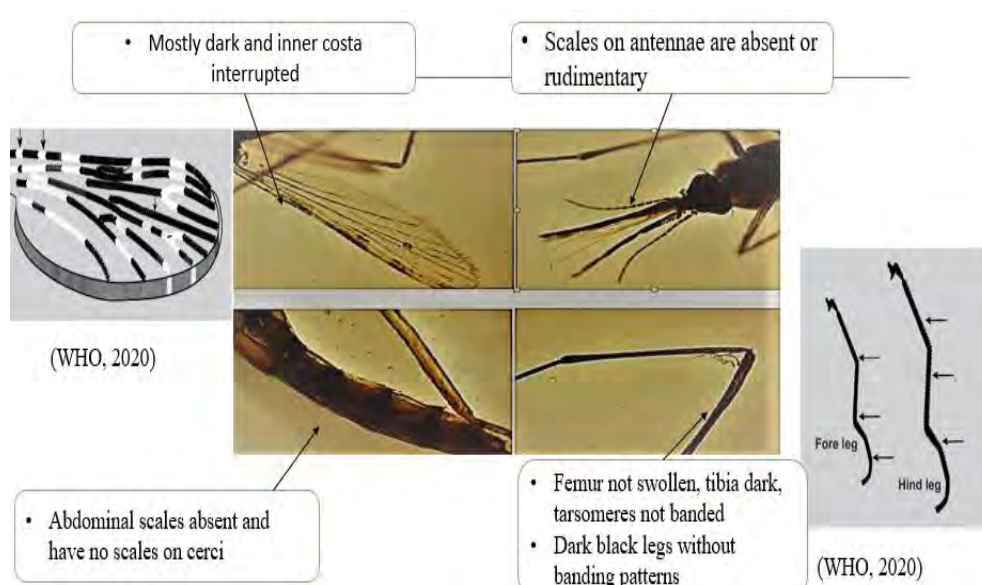 • Mostly dark and inner costa
interrupted
• Scales on antennae are absent or
rudimentary
(WHO, 2020)
Fore leg
Hind leg
• Abdominal scales absent and
have no scales on cerci
• Femur not swollen, tibia dark,
tarsomeres not banded
• Dark black legs without
banding patterns
(WHO, 2020)